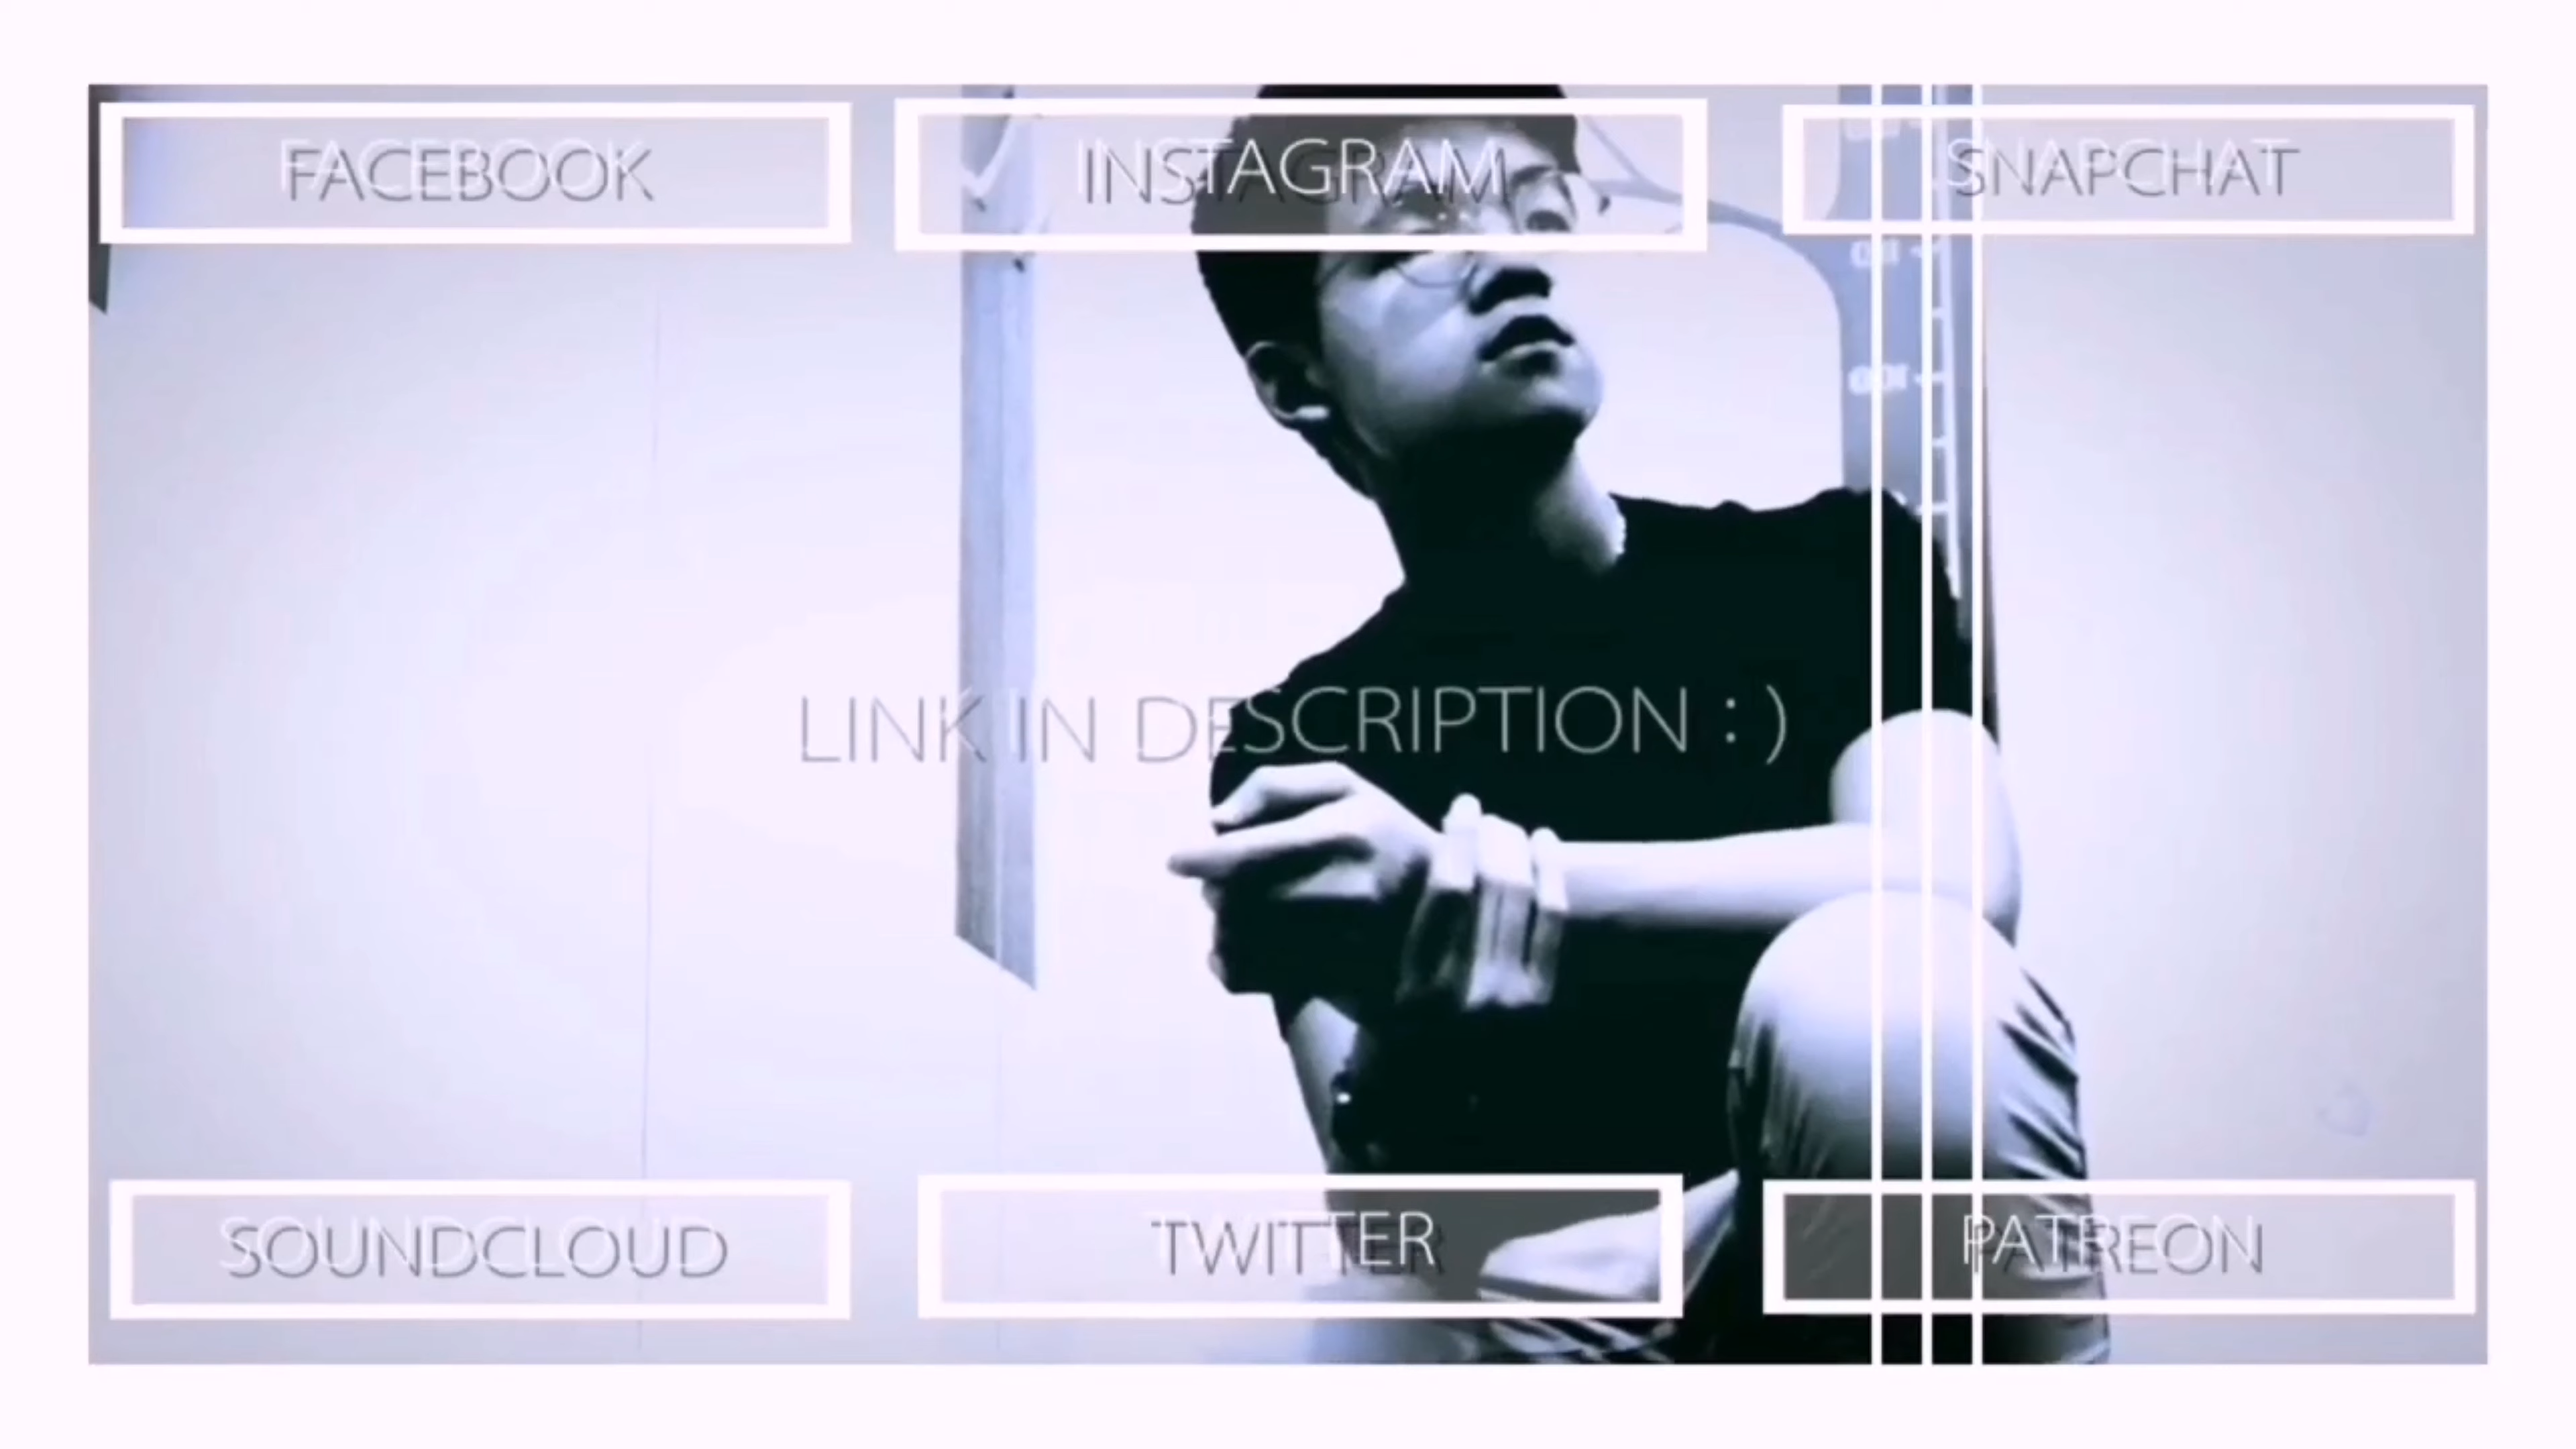 FACEBOOK
INSTAGRAM
SNAPCHAT
LINK IN DESCRIPTION : )
SOUNDCLOUD
TWITTER
PATREON